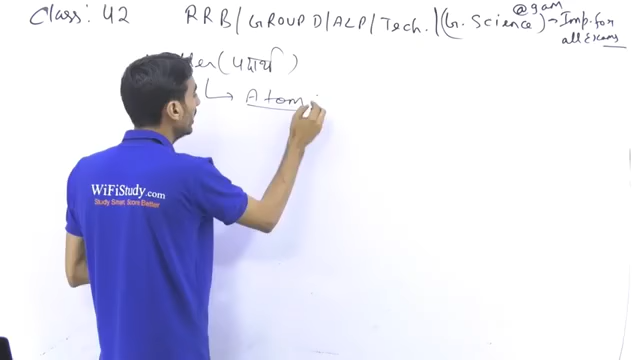 Class: 42 RRB/GROUP D/ALP/Tech./(G. Science) → Imp. for
@9am
all Exams
(पदार्थ)
↳ Atom
WiFiStudy.com
Study Smart. Score Better